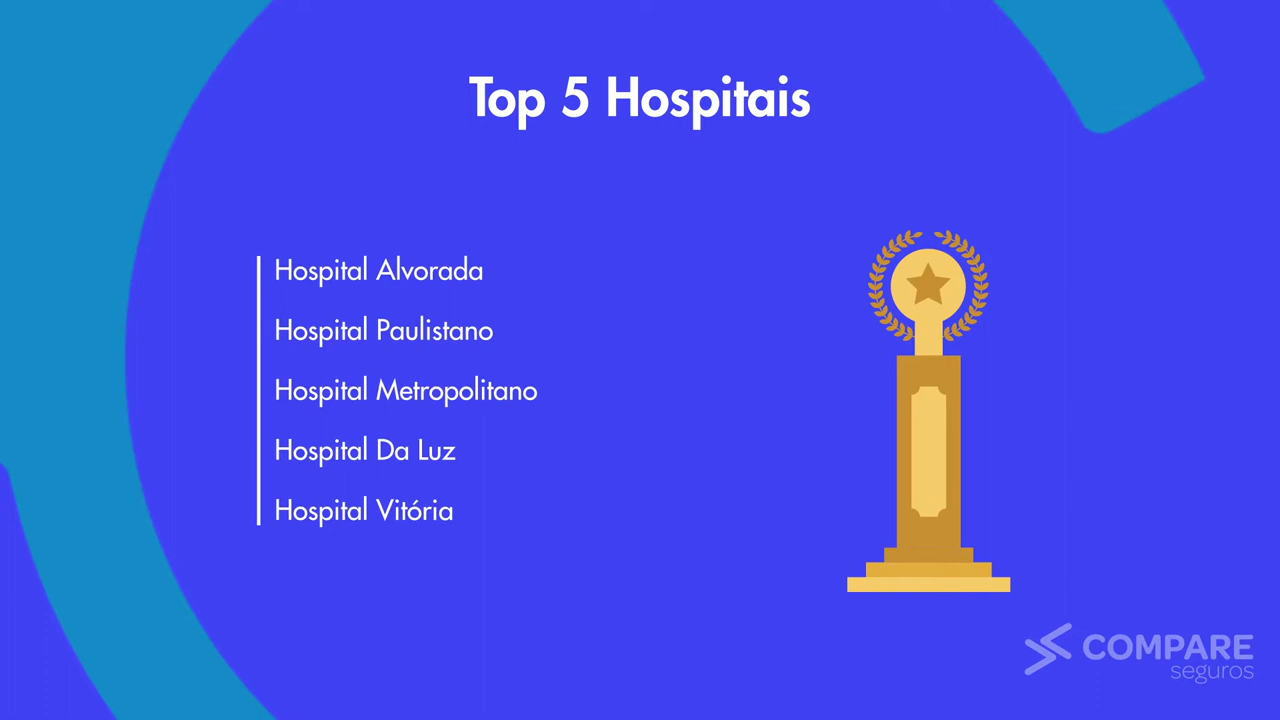 Top 5 Hospitais
Hospital Alvorada
Hospital Paulistano
Hospital Metropolitano
Hospital Da Luz
Hospital Vitória
COMPARE
seguros